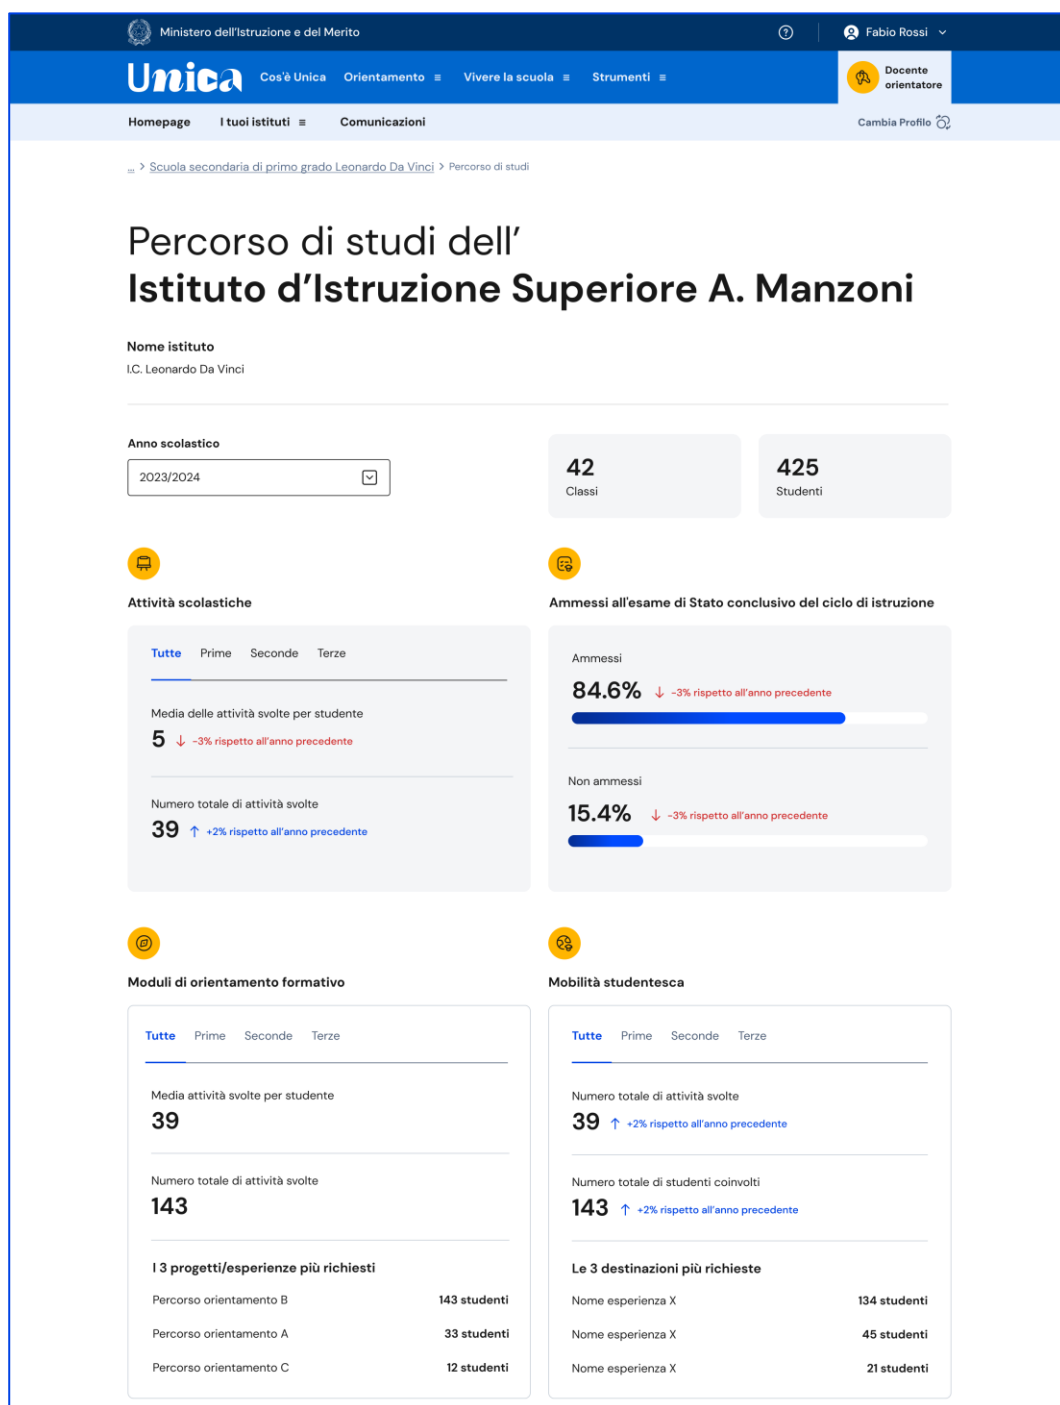 Ministero dell'Istruzione e del Merito
Fabio Rossi
Unica
Cos'è Unica
Orientamento
Vivere la scuola
Strumenti
Docente
orientatore
Homepage
I tuoi istituti
Comunicazioni
Cambia Profilo
... > Scuola secondaria di primo grado Leonardo Da Vinci > Percorso di studi
Percorso di studi dell'
Istituto d'Istruzione Superiore A. Manzoni
Nome istituto
I.C. Leonardo Da Vinci
Anno scolastico
2023/2024
42
Classi
425
Studenti
Attività scolastiche
Tutte Prime Seconde Terze
Media delle attività svolte per studente
5 ↓ -3% rispetto all'anno precedente
Numero totale di attività svolte
39 ↑ +2% rispetto all'anno precedente
Ammessi all'esame di Stato conclusivo del ciclo di istruzione
Ammessi
84.6% ↓ -3% rispetto all'anno precedente
Non ammessi
15.4% ↓ -3% rispetto all'anno precedente
Moduli di orientamento formativo
Tutte Prime Seconde Terze
Media attività svolte per studente
39
Numero totale di attività svolte
143
I 3 progetti/esperienze più richiesti
Percorso orientamento B 143 studenti
Percorso orientamento A 33 studenti
Percorso orientamento C 12 studenti
Mobilità studentesca
Tutte Prime Seconde Terze
Numero totale di attività svolte
39 ↑ +2% rispetto all'anno precedente
Numero totale di studenti coinvolti
143 ↑ +2% rispetto all'anno precedente
Le 3 destinazioni più richieste
Nome esperienza X 134 studenti
Nome esperienza X 45 studenti
Nome esperienza X 21 studenti